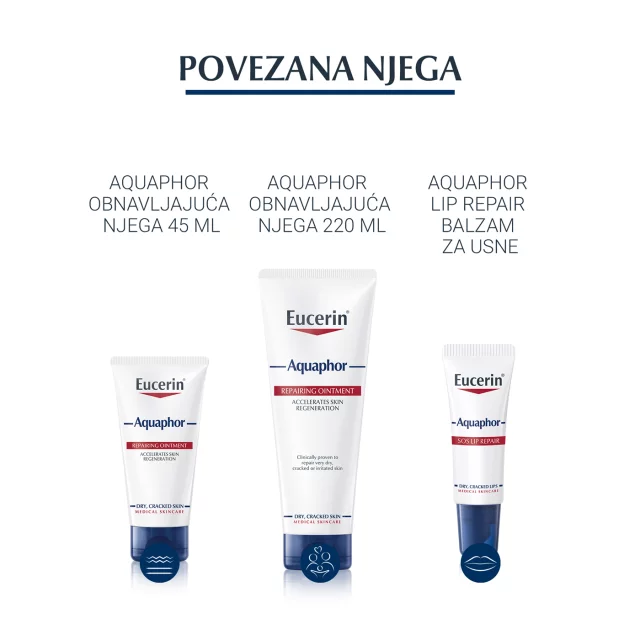 POVEZANA NJEGA
AQUAPHOR
OBNAVLJAJUĆA
NJEGA 45 ML
AQUAPHOR
OBNAVLJAJUĆA
NJEGA 220 ML
AQUAPHOR
LIP REPAIR
BALZAM
ZA USNE
Eucerin®
Aquaphor
REPAIRING OINTMENT
ACCELERATES SKIN
REGENERATION
DRY, CRACKED SKIN
MEDICAL SKINCARE
Eucerin®
Aquaphor
REPAIRING OINTMENT
ACCELERATES SKIN
REGENERATION
Clinically proven to
repair very dry,
cracked or irritated skin
DRY, CRACKED SKIN
MEDICAL SKINCARE
Eucerin®
Aquaphor
SOS LIP REPAIR
DRY, CRACKED LIPS
MEDICAL SKINCARE